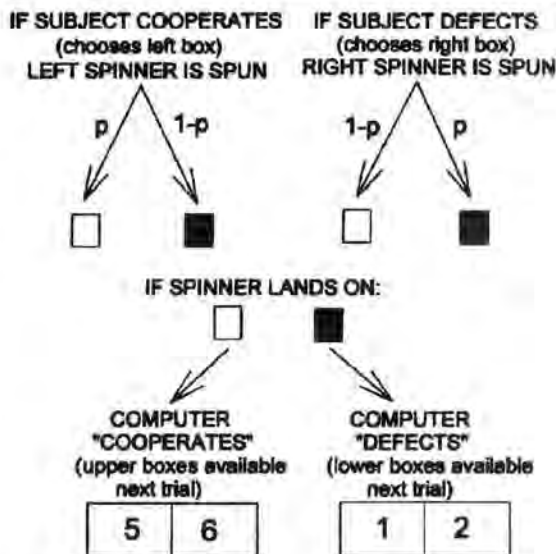 IF SUBJECT COOPERATES
(chooses left box)
LEFT SPINNER IS SPUN
IF SUBJECT DEFECTS
(chooses right box)
RIGHT SPINNER IS SPUN
p 1-p
1-p p
IF SPINNER LANDS ON:
COMPUTER
"COOPERATES"
(upper boxes available
next trial)
5 6
COMPUTER
"DEFECTS"
(lower boxes available
next trial)
1 2